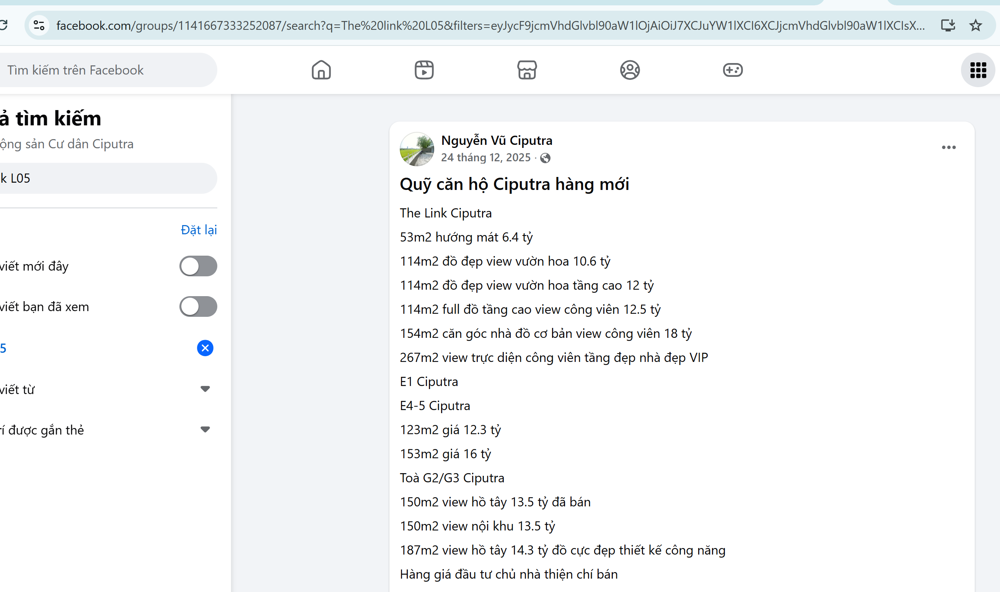 facebook.com/groups/1141667333252087/search?q=The%20link%20L05&filters=eyJycF9jcmVhdGlvbl90aW1lOjAiOiJ7XCJuYW1lXCI6XCJjcmVhdGlvbl90aW1lXCIsX...
Tìm kiếm trên Facebook
ả tìm kiếm
ộng sản Cư dân Ciputra
k L05
Đặt lại
viết mới đây
viết bạn đã xem
5
viết từ
rí được gắn thẻ
Nguyễn Vũ Ciputra
24 tháng 12, 2025 ·
Quỹ căn hộ Ciputra hàng mới
The Link Ciputra
53m2 hướng mát 6.4 tỷ
114m2 đồ đẹp view vườn hoa 10.6 tỷ
114m2 đồ đẹp view vườn hoa tầng cao 12 tỷ
114m2 full đồ tầng cao view công viên 12.5 tỷ
154m2 căn góc nhà đồ cơ bản view công viên 18 tỷ
267m2 view trực diện công viên tầng đẹp nhà đẹp VIP
E1 Ciputra
E4-5 Ciputra
123m2 giá 12.3 tỷ
153m2 giá 16 tỷ
Toà G2/G3 Ciputra
150m2 view hồ tây 13.5 tỷ đã bán
150m2 view nội khu 13.5 tỷ
187m2 view hồ tây 14.3 tỷ đồ cực đẹp thiết kế công năng
Hàng giá đầu tư chủ nhà thiện chí bán